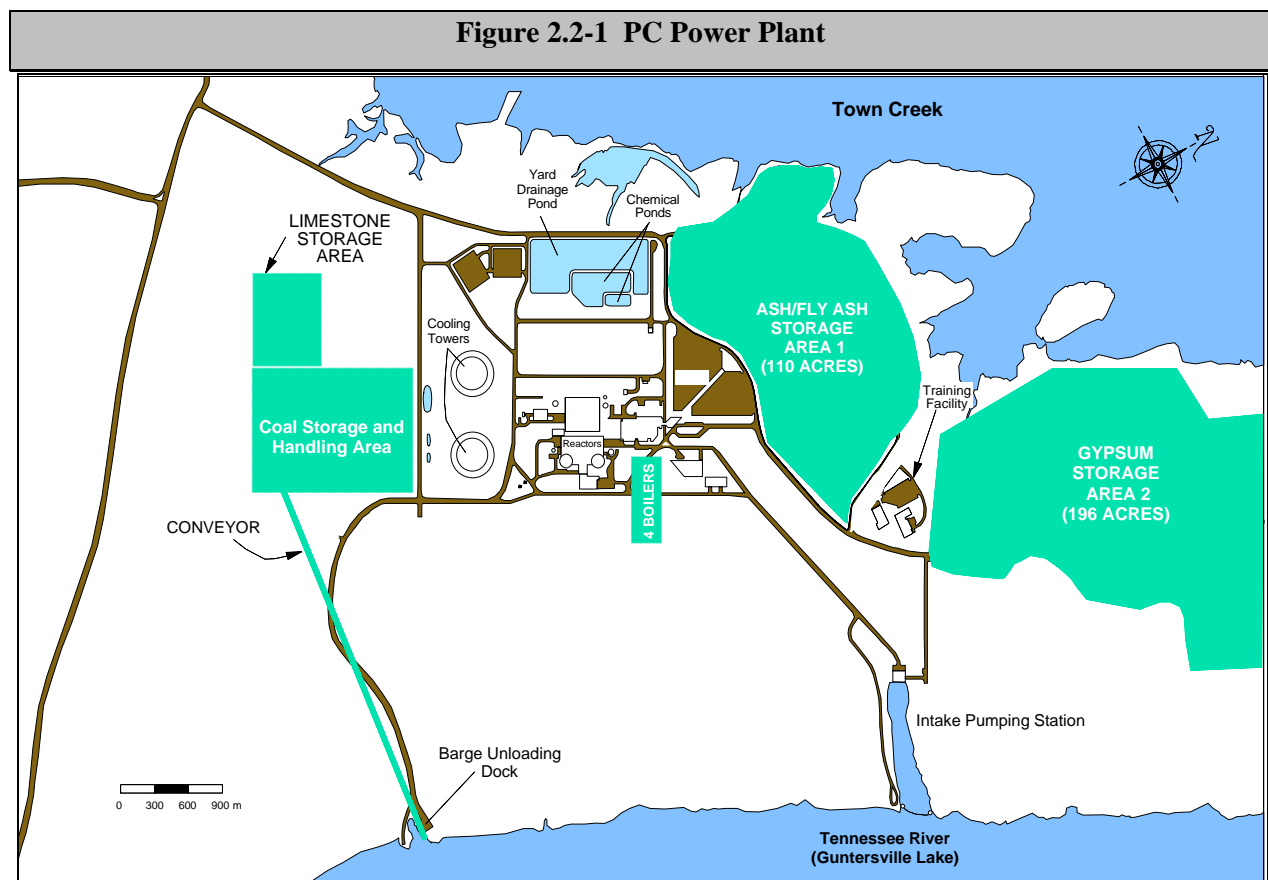 Figure 2.2-1 PC Power Plant
Town Creek
N
Yard
Drainage
Pond
Chemical
Ponds
LIMESTONE
STORAGE
AREA
ASH/FLY ASH
STORAGE
AREA 1
(110 ACRES)
Cooling
Towers
Training
Facility
Coal Storage and
Handling Area
Reactors
GYPSUM
STORAGE
AREA 2
(196 ACRES)
4 BOILERS
CONVEYOR
Intake Pumping Station
Barge Unloading
Dock
0 300 600 900 m
Tennessee River
(Guntersville Lake)